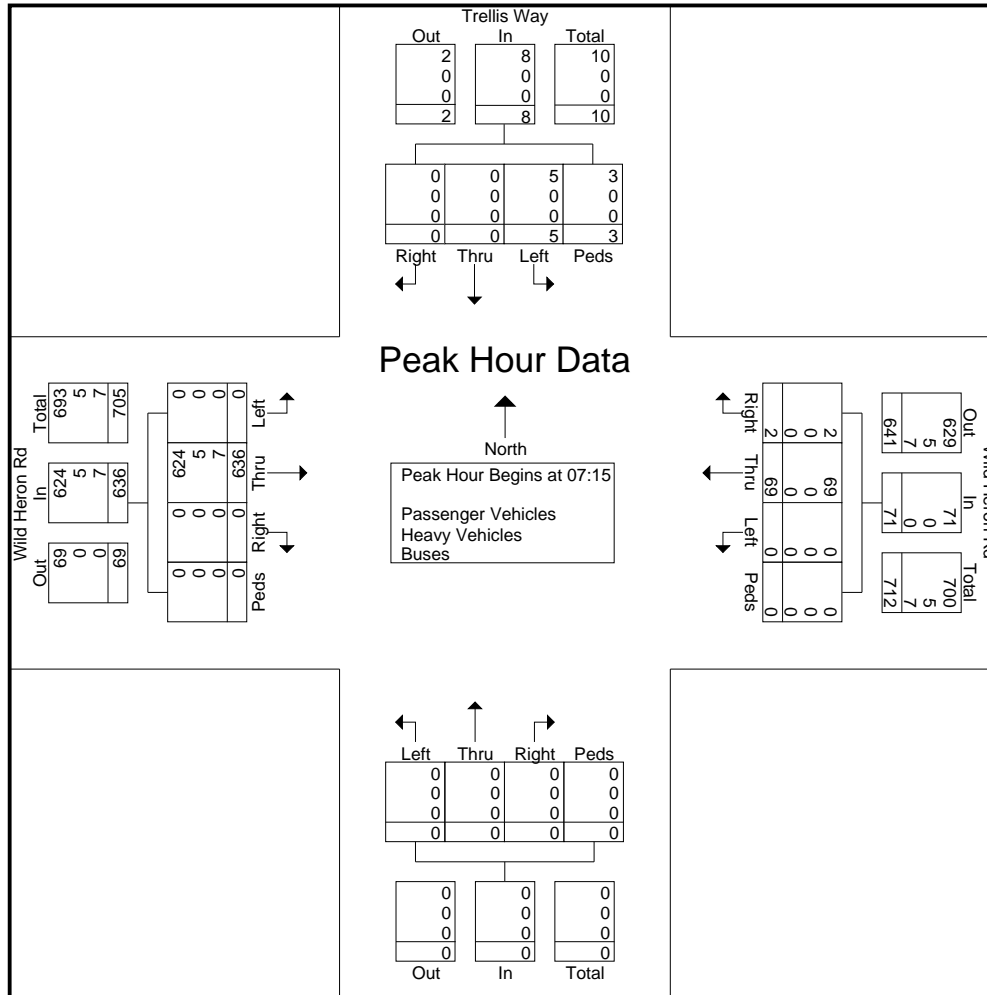 Trellis Way
Out In Total
2 8 10
0 0 0
0 0 0
2 8 10
0 0 5 3
0 0 0 0
0 0 0 0
0 0 5 3
Right Thru Left Peds
Peak Hour Data
North
Peak Hour Begins at 07:15
Passenger Vehicles
Heavy Vehicles
Buses
Wild Heron Rd
Out In Total
69 624 693
0 5 5
0 7 7
69 636 705
Peds Right Thru Left
0 0 624 0
0 0 5 0
0 0 7 0
0 0 636 0
Right Thru Left Peds
2 69 0 0
0 0 0 0
0 0 0 0
2 69 0 0
Out In Total
629 71 700
5 0 5
7 0 7
641 71 712
Left Thru Right Peds
0 0 0 0
0 0 0 0
0 0 0 0
0 0 0 0
0 0 0
0 0 0
0 0 0
0 0 0
Out In Total